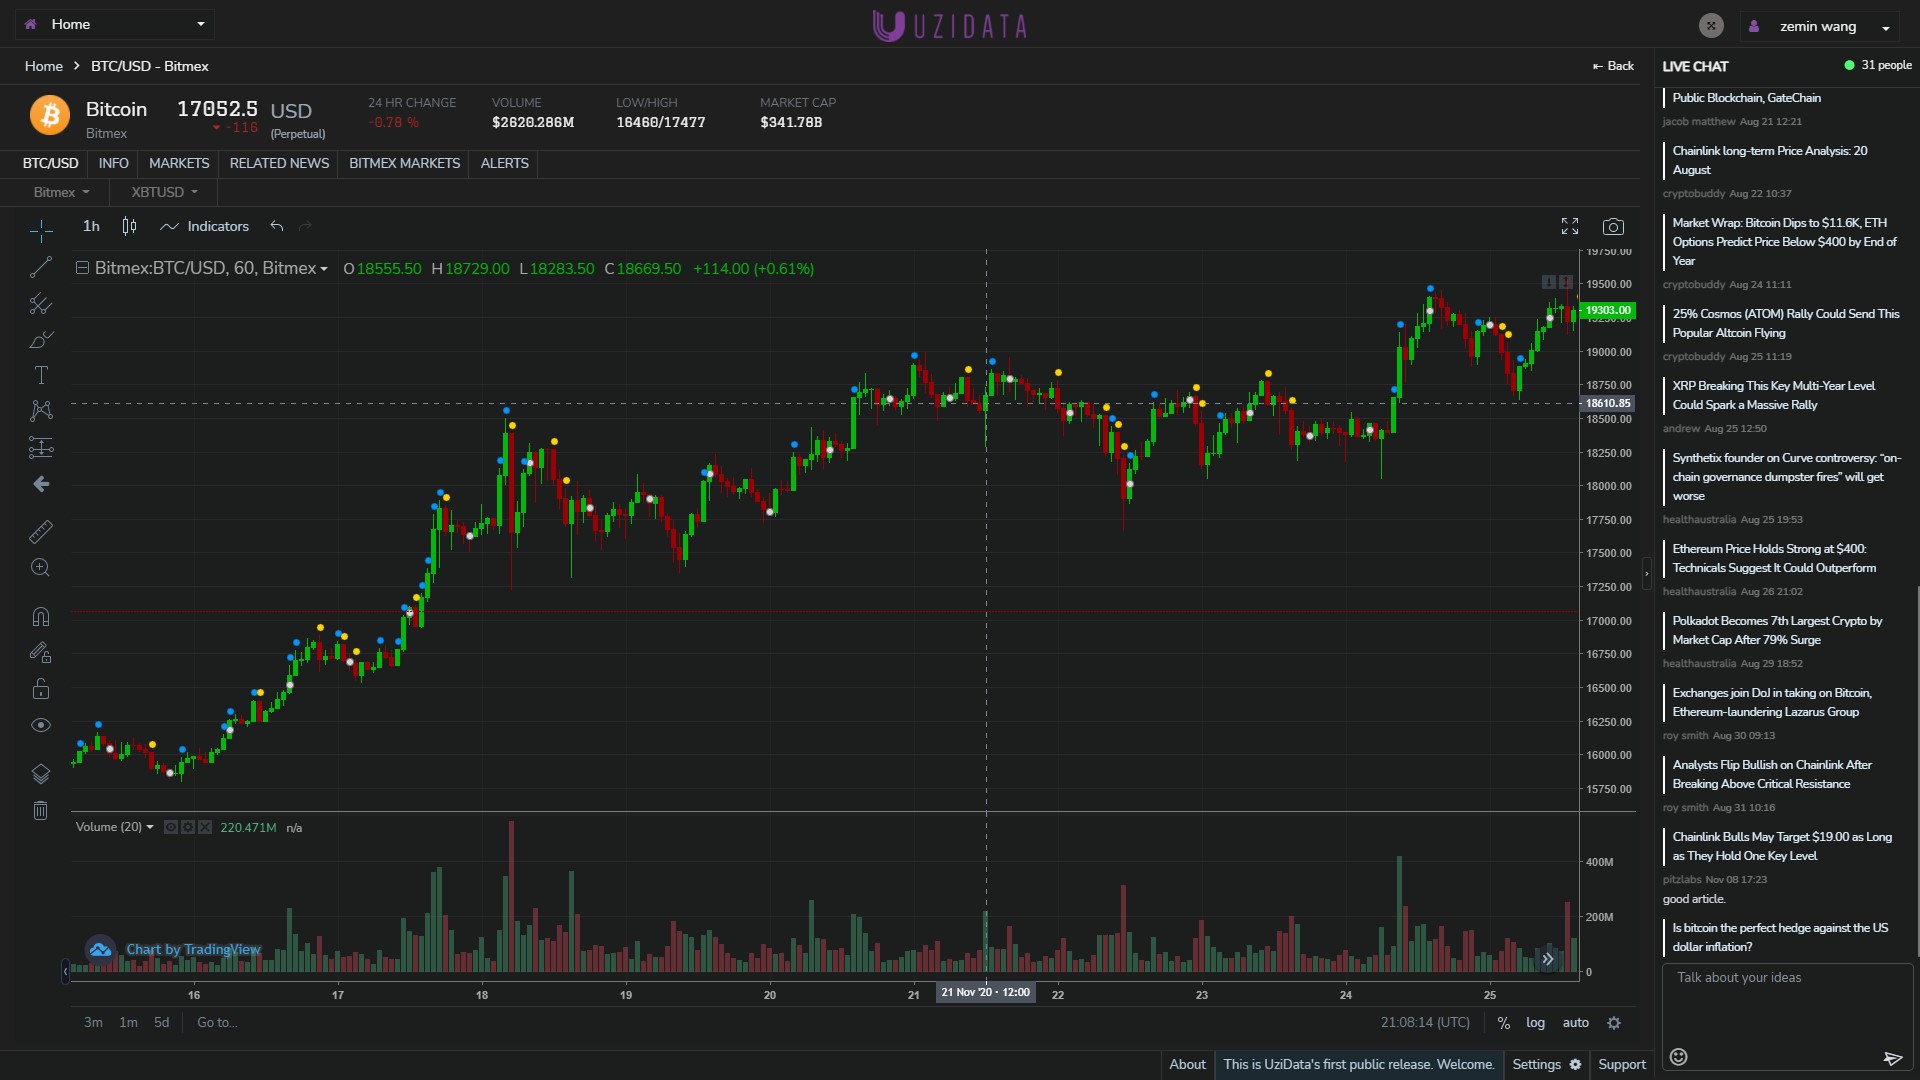 Home
UZIDATA
zemin wang
Home > BTC/USD - Bitmex
Back
LIVE CHAT
31 people
Bitcoin
Bitmex
17052.5 USD
-116 (Perpetual)
24 HR CHANGE
-0.78 %
VOLUME
$2620.286M
LOW/HIGH
16460/17477
MARKET CAP
$341.78B
BTC/USD INFO MARKETS RELATED NEWS BITMEX MARKETS ALERTS
Bitmex XBTUSD
1h Indicators
Bitmex:BTC/USD, 60, Bitmex O18555.50 H18729.00 L18283.50 C18669.50 +114.00 (+0.61%)
19750.00
19500.00
19303.00
19000.00
18750.00
18610.85
18500.00
18250.00
18000.00
17750.00
17500.00
17250.00
17000.00
16750.00
16500.00
16250.00
16000.00
15750.00
Volume (20) 220.471M n/a
400M
200M
0
Chart by TradingView
16 17 18 19 20 21 21 Nov '20 · 12:00 22 23 24 25
3m 1m 5d Go to...
21:08:14 (UTC) % log auto
Public Blockchain, GateChain
jacob matthew Aug 21 12:21
Chainlink long-term Price Analysis: 20
August
cryptobuddy Aug 22 10:37
Market Wrap: Bitcoin Dips to $11.6K, ETH
Options Predict Price Below $400 by End of
Year
cryptobuddy Aug 24 11:11
25% Cosmos (ATOM) Rally Could Send This
Popular Altcoin Flying
cryptobuddy Aug 25 11:19
XRP Breaking This Key Multi-Year Level
Could Spark a Massive Rally
andrew Aug 25 12:50
Synthetix founder on Curve controversy: “on-
chain governance dumpster fires” will get
worse
healthaustralia Aug 25 19:53
Ethereum Price Holds Strong at $400:
Technicals Suggest It Could Outperform
healthaustralia Aug 26 21:02
Polkadot Becomes 7th Largest Crypto by
Market Cap After 79% Surge
healthaustralia Aug 29 18:52
Exchanges join DoJ in taking on Bitcoin,
Ethereum-laundering Lazarus Group
roy smith Aug 30 09:13
Analysts Flip Bullish on Chainlink After
Breaking Above Critical Resistance
roy smith Aug 31 10:16
Chainlink Bulls May Target $19.00 as Long
as They Hold One Key Level
pitzlabs Nov 08 17:23
good article.
Is bitcoin the perfect hedge against the US
dollar inflation?
Talk about your ideas
About This is UziData's first public release. Welcome. Settings Support